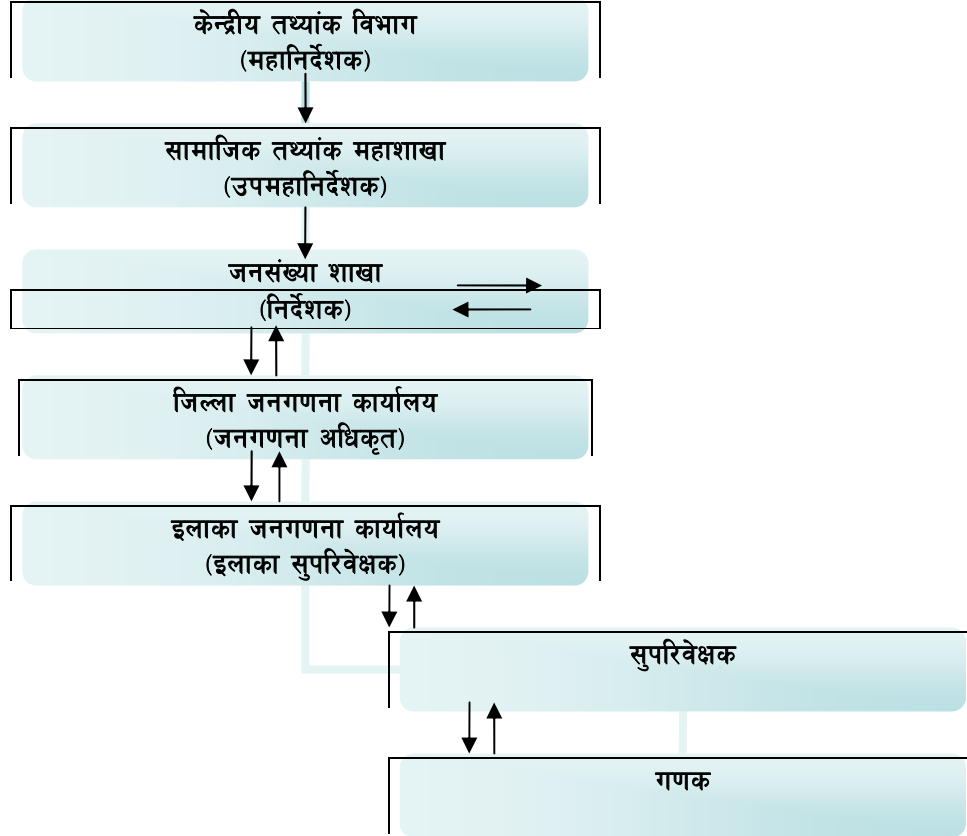 केन्द्रीय तथ्यांक विभाग
(महानिर्देशक)
सामाजिक तथ्यांक महाशाखा
(उपमहानिर्देशक)
जनसंख्या शाखा
(निर्देशक)
जिल्ला जनगणना कार्यालय
(जनगणना अधिकृत)
इलाका जनगणना कार्यालय
(इलाका सुपरिवेक्षक)
सुपरिवेक्षक
गणक